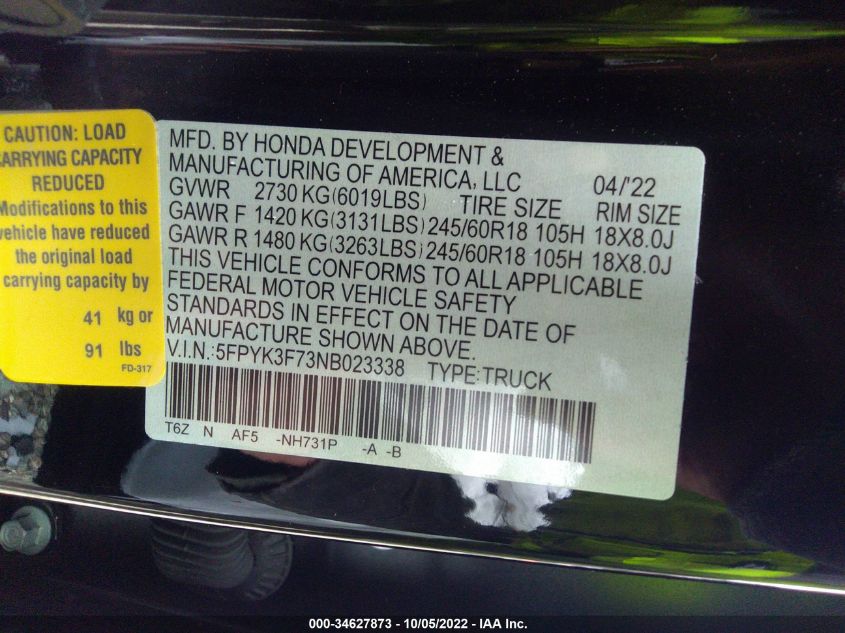 CAUTION: LOAD
CARRYING CAPACITY
REDUCED
Modifications to this
vehicle have reduced
the original load
carrying capacity by
41 kg or
91 lbs
FD-317
MFD. BY HONDA DEVELOPMENT &
MANUFACTURING OF AMERICA, LLC 04/'22
GVWR 2730 KG(6019LBS) TIRE SIZE RIM SIZE
GAWR F 1420 KG(3131LBS) 245/60R18 105H 18X8.0J
GAWR R 1480 KG(3263LBS) 245/60R18 105H 18X8.0J
THIS VEHICLE CONFORMS TO ALL APPLICABLE
FEDERAL MOTOR VEHICLE SAFETY
STANDARDS IN EFFECT ON THE DATE OF
MANUFACTURE SHOWN ABOVE.
V.I.N.:5FPYK3F73NB023338 TYPE:TRUCK
T6Z N AF5 -NH731P -A -B
000-34627873 - 10/05/2022 - IAA Inc.